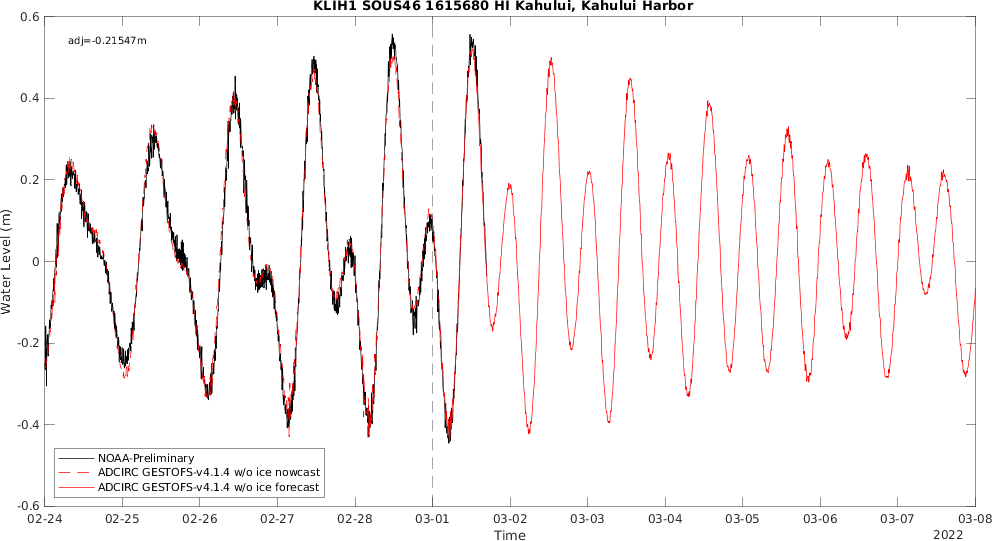 KLIH1 SOUS46 1615680 HI Kahului, Kahului Harbor
adj=-0.21547m
0.6
0.4
0.2
0
-0.2
-0.4
-0.6
Water Level (m)
NOAA-Preliminary
ADCIRC GESTOFS-v4.1.4 w/o ice nowcast
ADCIRC GESTOFS-v4.1.4 w/o ice forecast
02-24 02-25 02-26 02-27 02-28 03-01 03-02 03-03 03-04 03-05 03-06 03-07 03-08
Time
2022